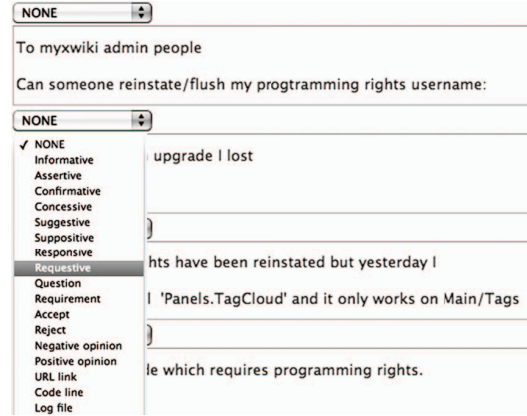 NONE
To myxwiki admin people
Can someone reinstate/flush my progtramming rights username:
NONE
✓ NONE
Informative
Assertive
Confirmative
Concessive
Suggestive
Suppositive
Responsive
Requestive
Question
Requirement
Accept
Reject
Negative opinion
Positive opinion
URL link
Code line
Log file
upgrade I lost
hts have been reinstated but yesterday I
'Panels.TagCloud' and it only works on Main/Tags
de which requires programming rights.